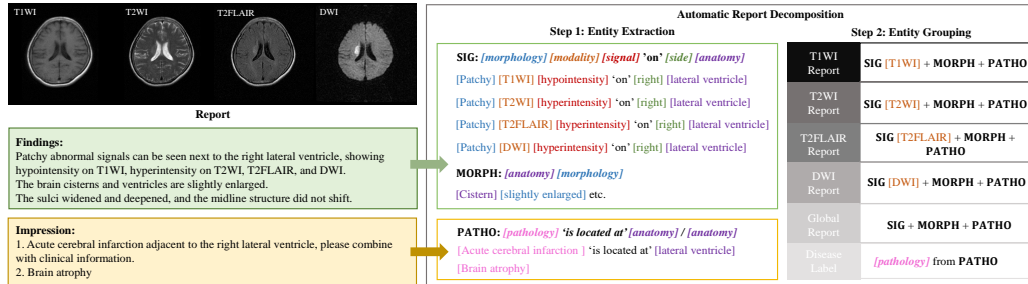 T1WI
T2WI
T2FLAIR
DWI
Report
Findings:
Patchy abnormal signals can be seen next to the right lateral ventricle, showing
hypointensity on T1WI, hyperintensity on T2WI, T2FLAIR, and DWI.
The brain cisterns and ventricles are slightly enlarged.
The sulci widened and deepened, and the midline structure did not shift.
Impression:
1. Acute cerebral infarction adjacent to the right lateral ventricle, please combine
with clinical information.
2. Brain atrophy
Automatic Report Decomposition
Step 1: Entity Extraction
SIG: [morphology] [modality] [signal] 'on' [side] [anatomy]
[Patchy] [T1WI] [hypointensity] 'on' [right] [lateral ventricle]
[Patchy] [T2WI] [hyperintensity] 'on' [right] [lateral ventricle]
[Patchy] [T2FLAIR] [hyperintensity] 'on' [right] [lateral ventricle]
[Patchy] [DWI] [hyperintensity] 'on' [right] [lateral ventricle]
MORPH: [anatomy] [morphology]
[Cistern] [slightly enlarged] etc.
PATHO: [pathology] 'is located at' [anatomy] / [anatomy]
[Acute cerebral infarction ] 'is located at' [lateral ventricle]
[Brain atrophy]
Step 2: Entity Grouping
T1WI
Report
SIG [T1WI] + MORPH + PATHO
T2WI
Report
SIG [T2WI] + MORPH + PATHO
T2FLAIR
Report
SIG [T2FLAIR] + MORPH +
PATHO
DWI
Report
SIG [DWI] + MORPH + PATHO
Global
Report
SIG + MORPH + PATHO
Disease
Label
[pathology] from PATHO